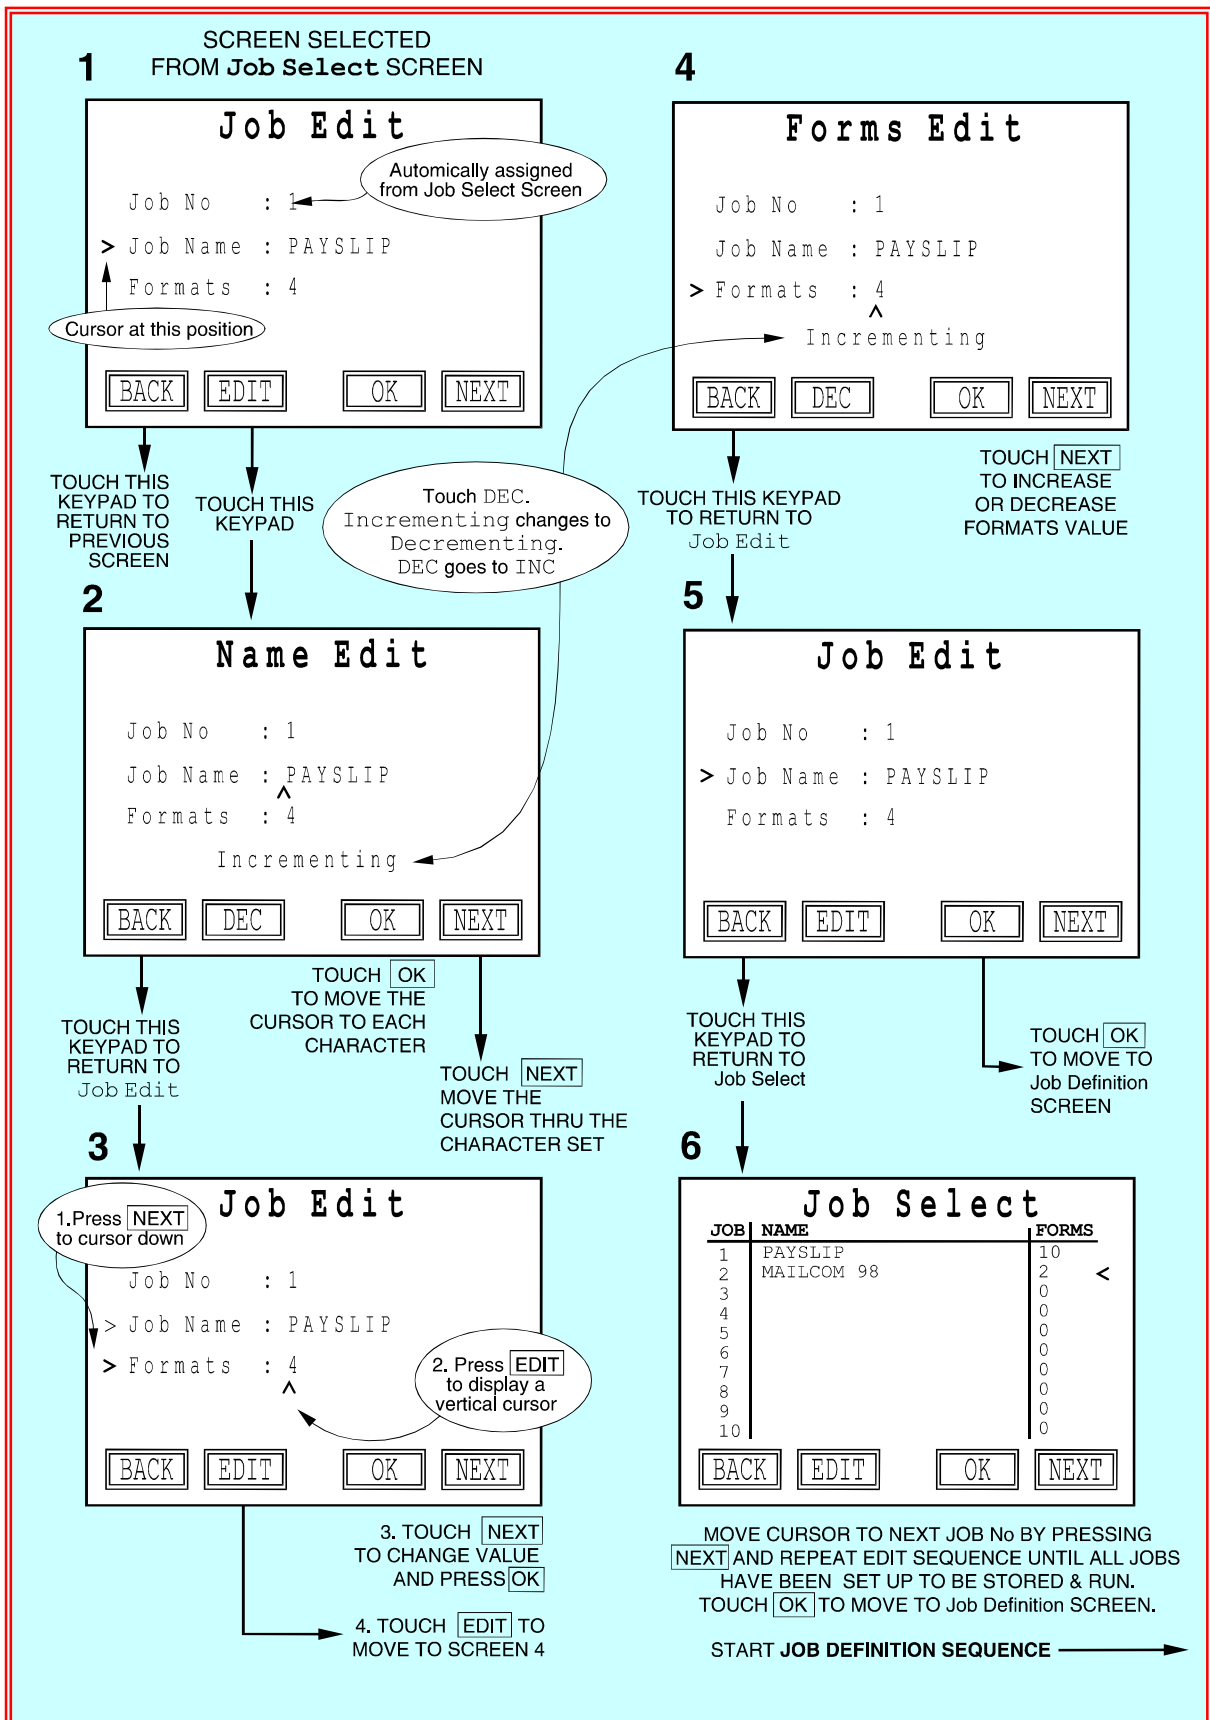 SCREEN SELECTED
FROM Job Select SCREEN
1
Job Edit
Automically assigned
from Job Select Screen
Job No : 1
> Job Name : PAYSLIP
Formats : 4
Cursor at this position
BACK EDIT OK NEXT
TOUCH THIS
KEYPAD TO
RETURN TO
PREVIOUS
SCREEN
TOUCH THIS
KEYPAD
Touch DEC.
Incrementing changes to
Decrementing.
DEC goes to INC
2
Name Edit
Job No : 1
Job Name : PAYSLIP
^
Formats : 4
Incrementing
BACK DEC OK NEXT
TOUCH THIS
KEYPAD TO
RETURN TO
Job Edit
TOUCH OK
TO MOVE THE
CURSOR TO EACH
CHARACTER
TOUCH NEXT
MOVE THE
CURSOR THRU THE
CHARACTER SET
3
Job Edit
1.Press NEXT
to cursor down
Job No : 1
> Job Name : PAYSLIP
> Formats : 4
^
2. Press EDIT
to display a
vertical cursor
BACK EDIT OK NEXT
3. TOUCH NEXT
TO CHANGE VALUE
AND PRESS OK
4. TOUCH EDIT TO
MOVE TO SCREEN 4
4
Forms Edit
Job No : 1
Job Name : PAYSLIP
> Formats : 4
^
Incrementing
BACK DEC OK NEXT
TOUCH THIS KEYPAD
TO RETURN TO
Job Edit
TOUCH NEXT
TO INCREASE
OR DECREASE
FORMATS VALUE
5
Job Edit
Job No : 1
> Job Name : PAYSLIP
Formats : 4
BACK EDIT OK NEXT
TOUCH THIS
KEYPAD TO
RETURN TO
Job Select
TOUCH OK
TO MOVE TO
Job Definition
SCREEN
6
Job Select
JOB NAME FORMS
1 PAYSLIP 10
2 MAILCOM 98 2 <
3 0
4 0
5 0
6 0
7 0
8 0
9 0
10 0
BACK EDIT OK NEXT
MOVE CURSOR TO NEXT JOB No BY PRESSING
NEXT AND REPEAT EDIT SEQUENCE UNTIL ALL JOBS
HAVE BEEN SET UP TO BE STORED & RUN.
TOUCH OK TO MOVE TO Job Definition SCREEN.
START JOB DEFINITION SEQUENCE